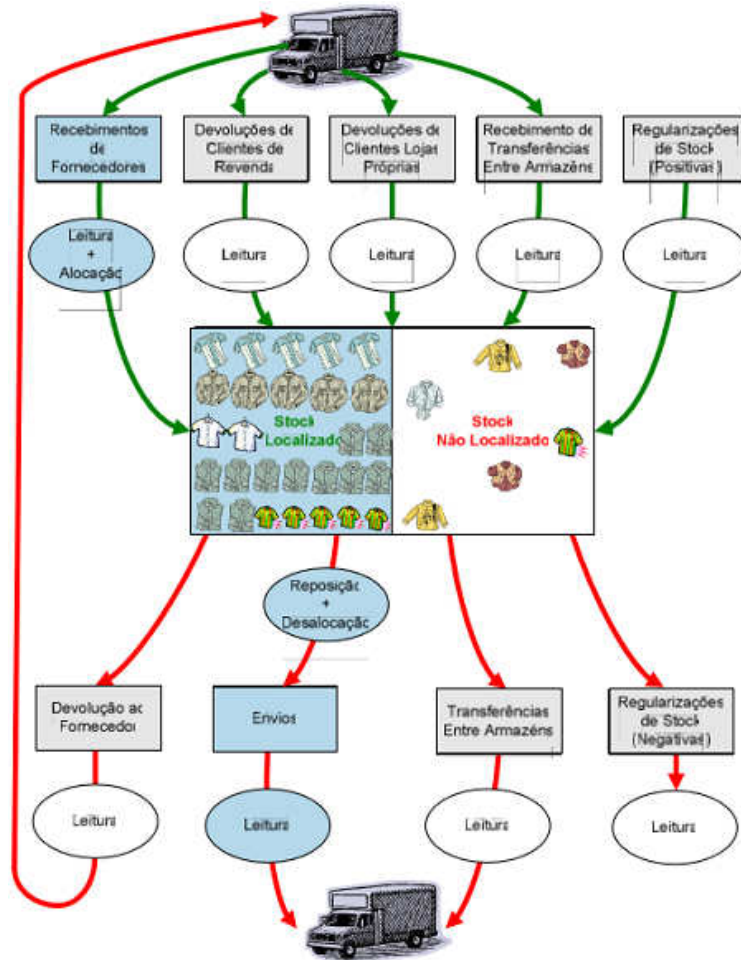 Recebimentos
de
Fornecedores
Devoluções de
Clientes de
Revenda
Devoluções de
Clientes Lojas
Próprias
Recebimento de
Transferências
Entre Armazéns
Regularizações
de Stock
(Positivas)
Leitura
+
Alocação
Leitura
Leitura
Leitura
Leitura
Stock
Localizado
Stock
Não Localizado
Reposição
+
Desalocação
Devolução ao
Fornecedor
Envios
Transferências
Entre Armazéns
Regularizações
de Stock
(Negativas)
Leitura
Leitura
Leitura
Leitura